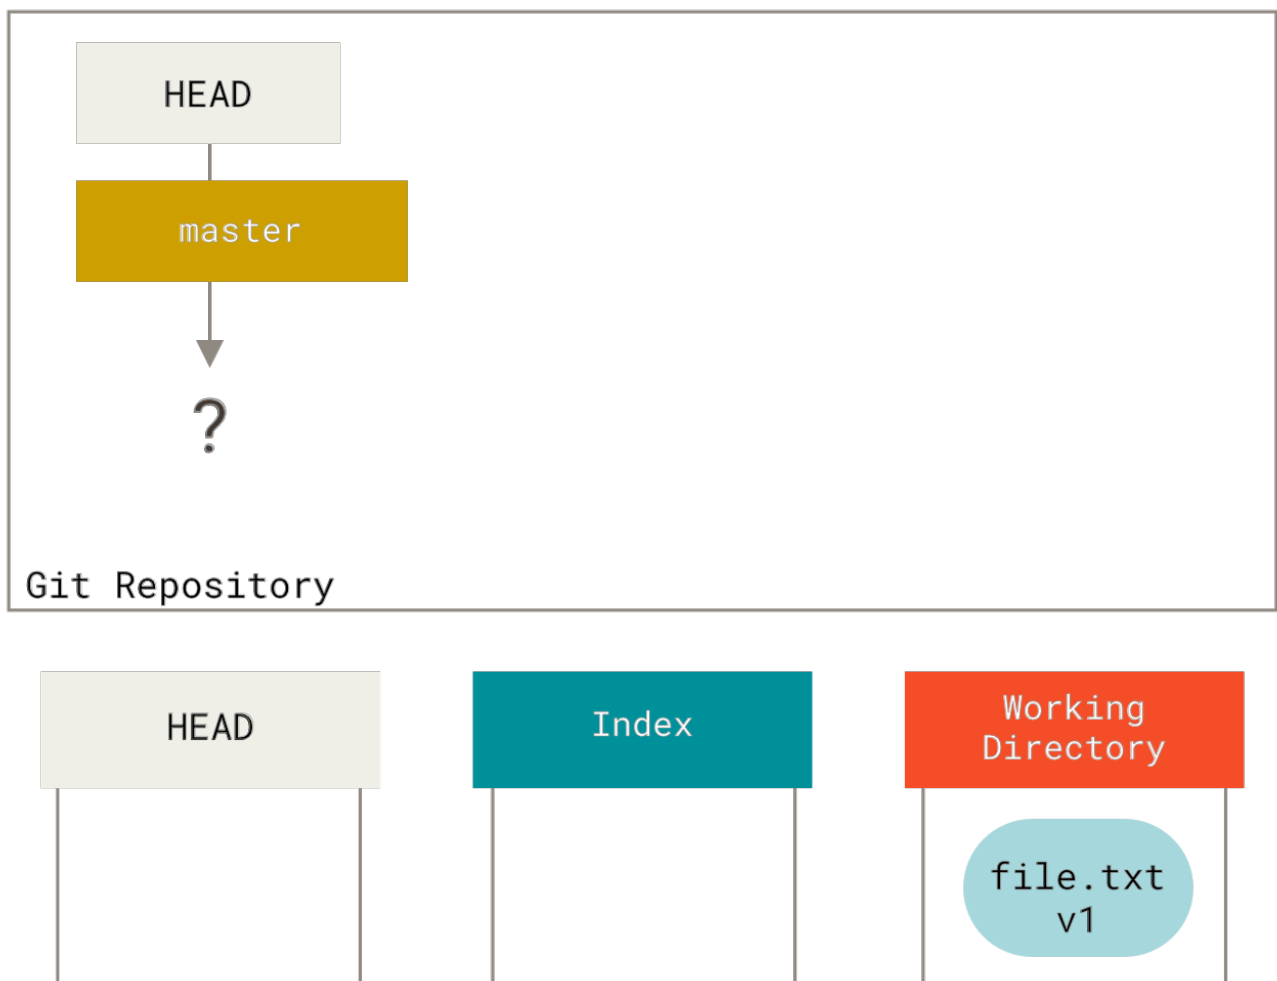 HEAD
master
?
Git Repository
HEAD
Index
Working
Directory
file.txt
v1